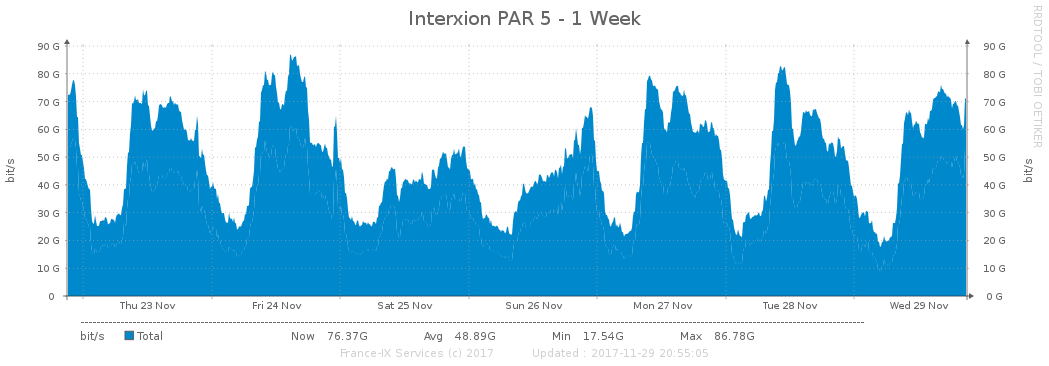 Interxion PAR 5 - 1 Week
RRDTOOL / TOBI OETIKER
bit/s
90 G 90 G
80 G 80 G
70 G 70 G
60 G 60 G
50 G 50 G
40 G 40 G
30 G 30 G
20 G 20 G
10 G 10 G
0 0 G
bit/s
Thu 23 Nov Fri 24 Nov Sat 25 Nov Sun 26 Nov Mon 27 Nov Tue 28 Nov Wed 29 Nov
bit/s Total Now 76.37G Avg 48.89G Min 17.54G Max 86.78G
France-IX Services (c) 2017 Updated : 2017-11-29 20:55:05